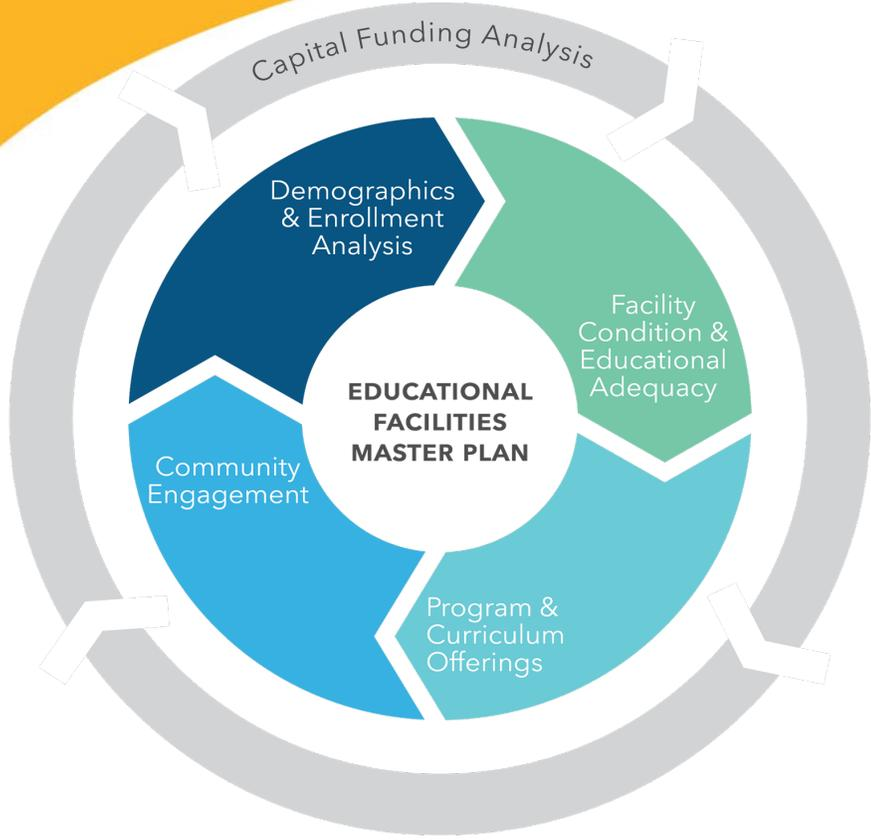 Capital Funding Analysis
Demographics
& Enrollment
Analysis
Facility
Condition &
Educational
Adequacy
EDUCATIONAL
FACILITIES
MASTER PLAN
Community
Engagement
Program &
Curriculum
Offerings